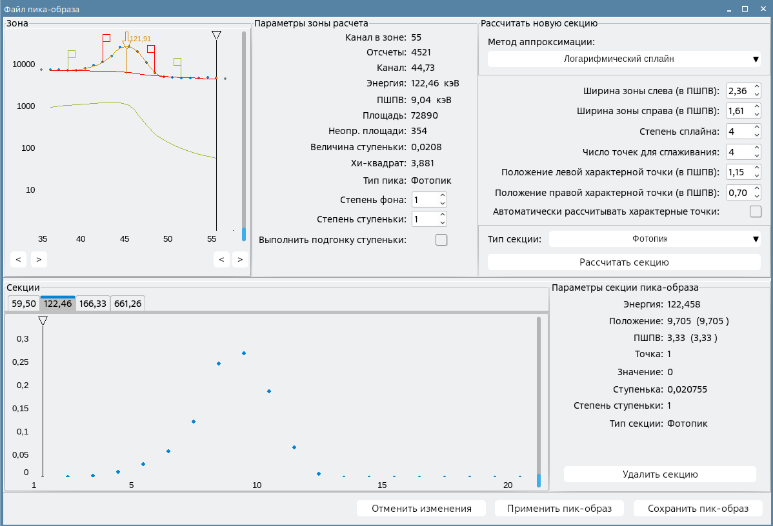 Файл пика-образа
Зона
121,51
10000
1000
100
10
35 40 45 50 55
< > < >
Параметры зоны расчета
Канал в зоне: 55
Отсчеты: 4521
Канал: 44,73
Энергия: 122,46 кэВ
ПШПВ: 9,04 кэВ
Площадь: 72890
Неопр. площади: 354
Величина ступеньки: 0,0208
Хи-квадрат: 3,881
Тип пика: Фотопик
Степень фона: 1
Степень ступеньки: 1
Выполнить подгонку ступеньки:
Рассчитать новую секцию
Метод аппроксимации:
Логарифмический сплайн
Ширина зоны слева (в ПШПВ): 2,36
Ширина зоны справа (в ПШПВ): 1,61
Степень сплайна: 4
Число точек для сглаживания: 4
Положение левой характерной точки (в ПШПВ): 1,15
Положение правой характерной точки (в ПШПВ): 0,70
Автоматически рассчитывать характерные точки:
Тип секции: Фотопик
Рассчитать секцию
Секции
59,50 122,46 166,33 661,26
0,3
0,25
0,2
0,15
0,1
0,05
0
1 5 10 15 20
Параметры секции пика-образа
Энергия: 122,458
Положение: 9,705 (9,705 )
ПШПВ: 3,33 (3,33 )
Точка: 1
Значение: 0
Ступенька: 0,020755
Степень ступеньки: 1
Тип секции: Фотопик
Удалить секцию
Отменить изменения Применить пик-образ Сохранить пик-образ